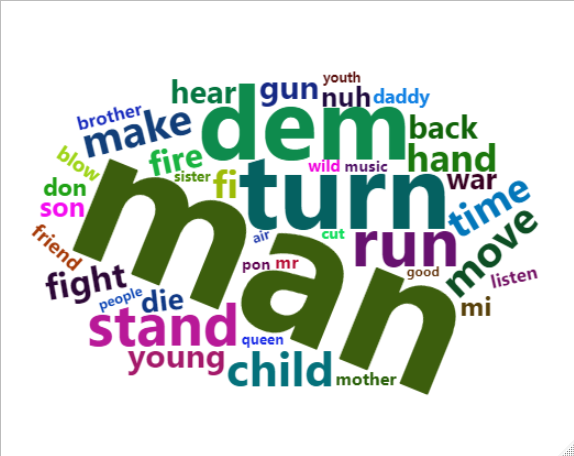 youth
hear
gun
nuh
daddy
brother
make
dem
back
blow
fire
wild
music
hand
don
sister
fi
turn
war
son
time
man
friend
air
cut
run
move
fight
pon
mr
good
listen
people
die
mi
stand
queen
young
child
mother